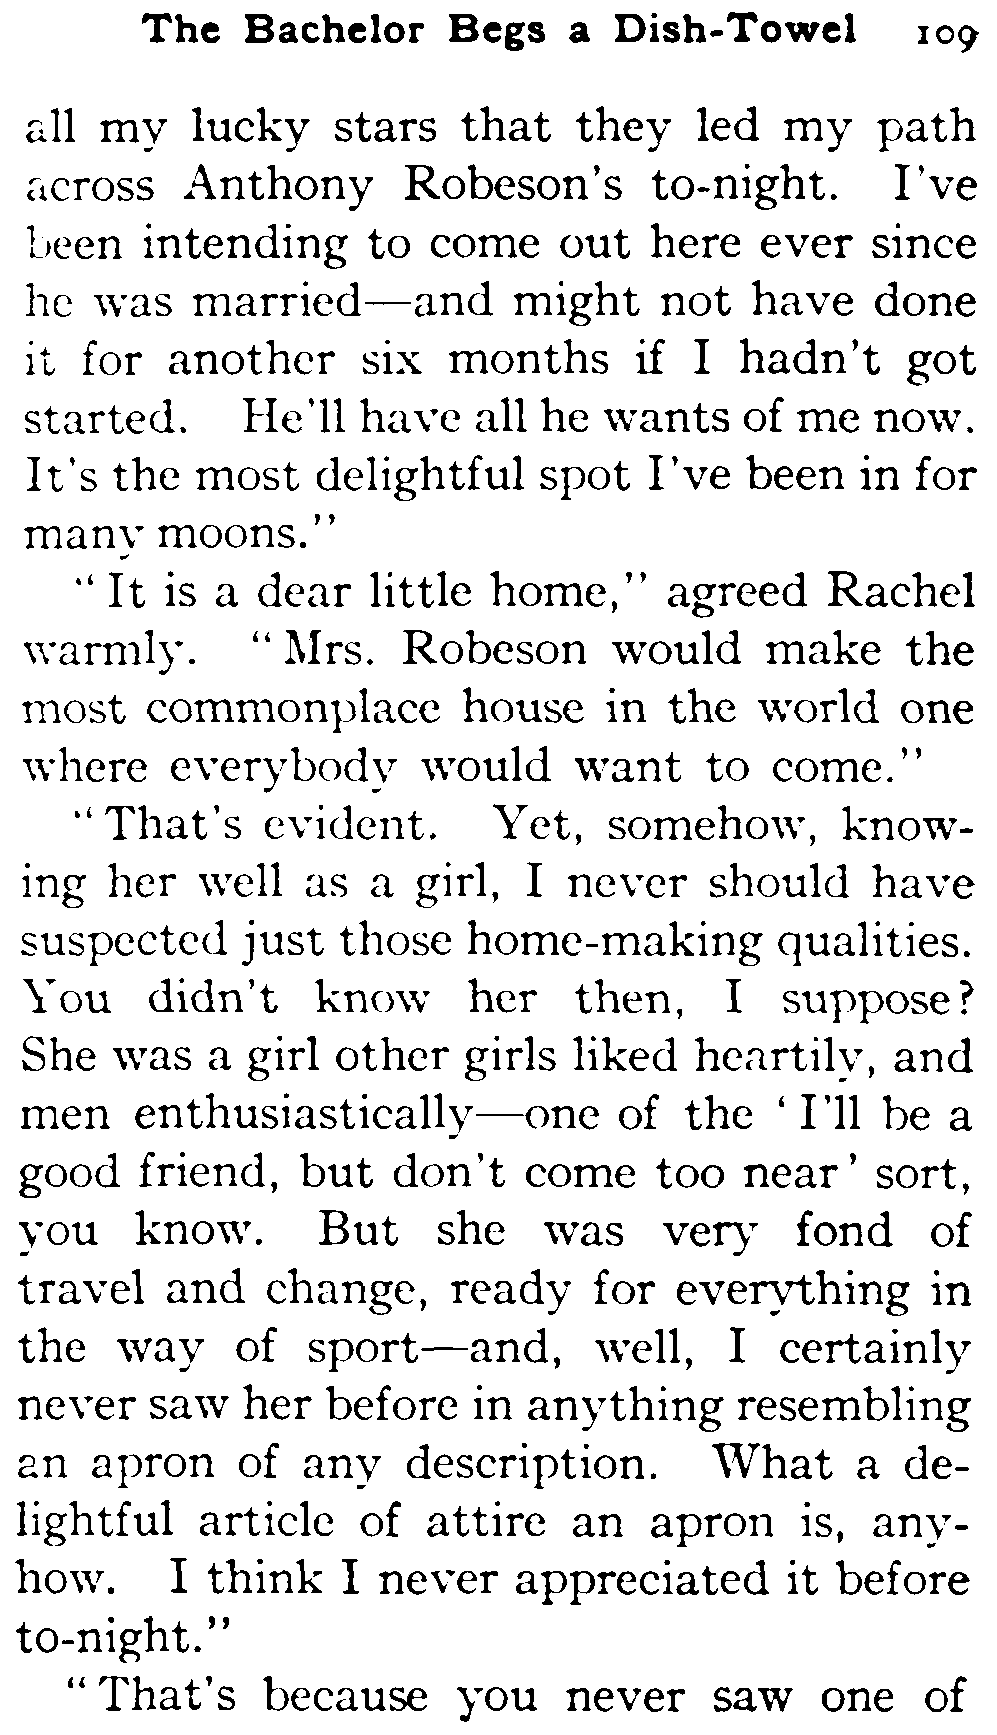 The Bachelor Begs a Dish-Towel 109
all my lucky stars that they led my path
across Anthony Robeson's to-night. I've
been intending to come out here ever since
he was married—and might not have done
it for another six months if I hadn't got
started. He'll have all he wants of me now.
It's the most delightful spot I've been in for
many moons."
"It is a dear little home," agreed Rachel
warmly. "Mrs. Robeson would make the
most commonplace house in the world one
where everybody would want to come."
"That's evident. Yet, somehow, know-
ing her well as a girl, I never should have
suspected just those home-making qualities.
You didn't know her then, I suppose?
She was a girl other girls liked heartily, and
men enthusiastically—one of the 'I'll be a
good friend, but don't come too near' sort,
you know. But she was very fond of
travel and change, ready for everything in
the way of sport—and, well, I certainly
never saw her before in anything resembling
an apron of any description. What a de-
lightful article of attire an apron is, any-
how. I think I never appreciated it before
to-night."
"That's because you never saw one of